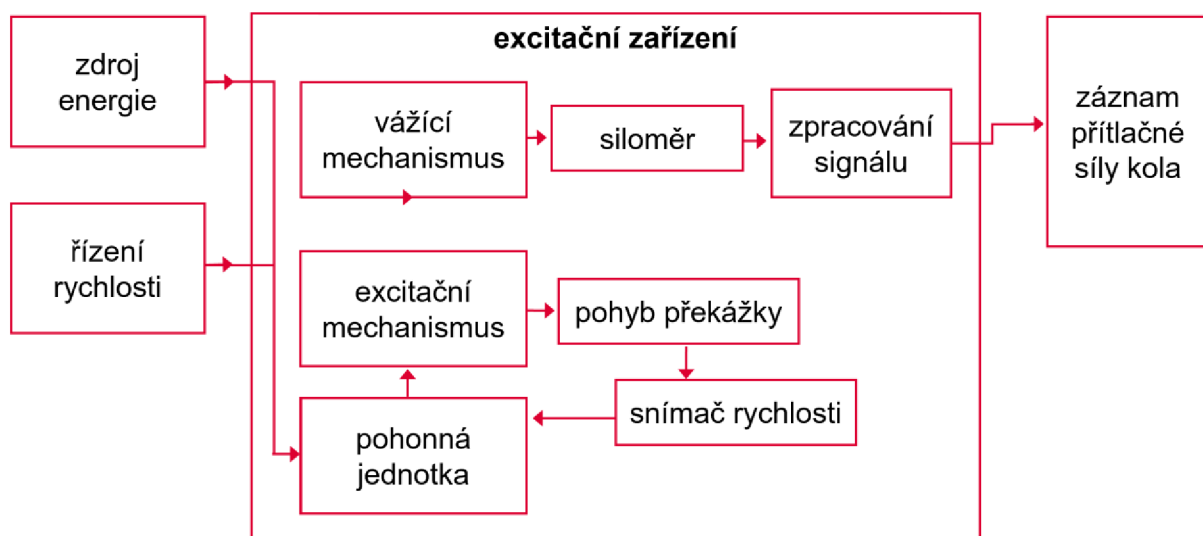 excitační zařízení
zdroj
energie
řízení
rychlosti
vážící
mechanismus
siloměr
zpracování
signálu
záznam
přítlačné
síly kola
excitační
mechanismus
pohyb překážky
snímač rychlosti
pohonná
jednotka